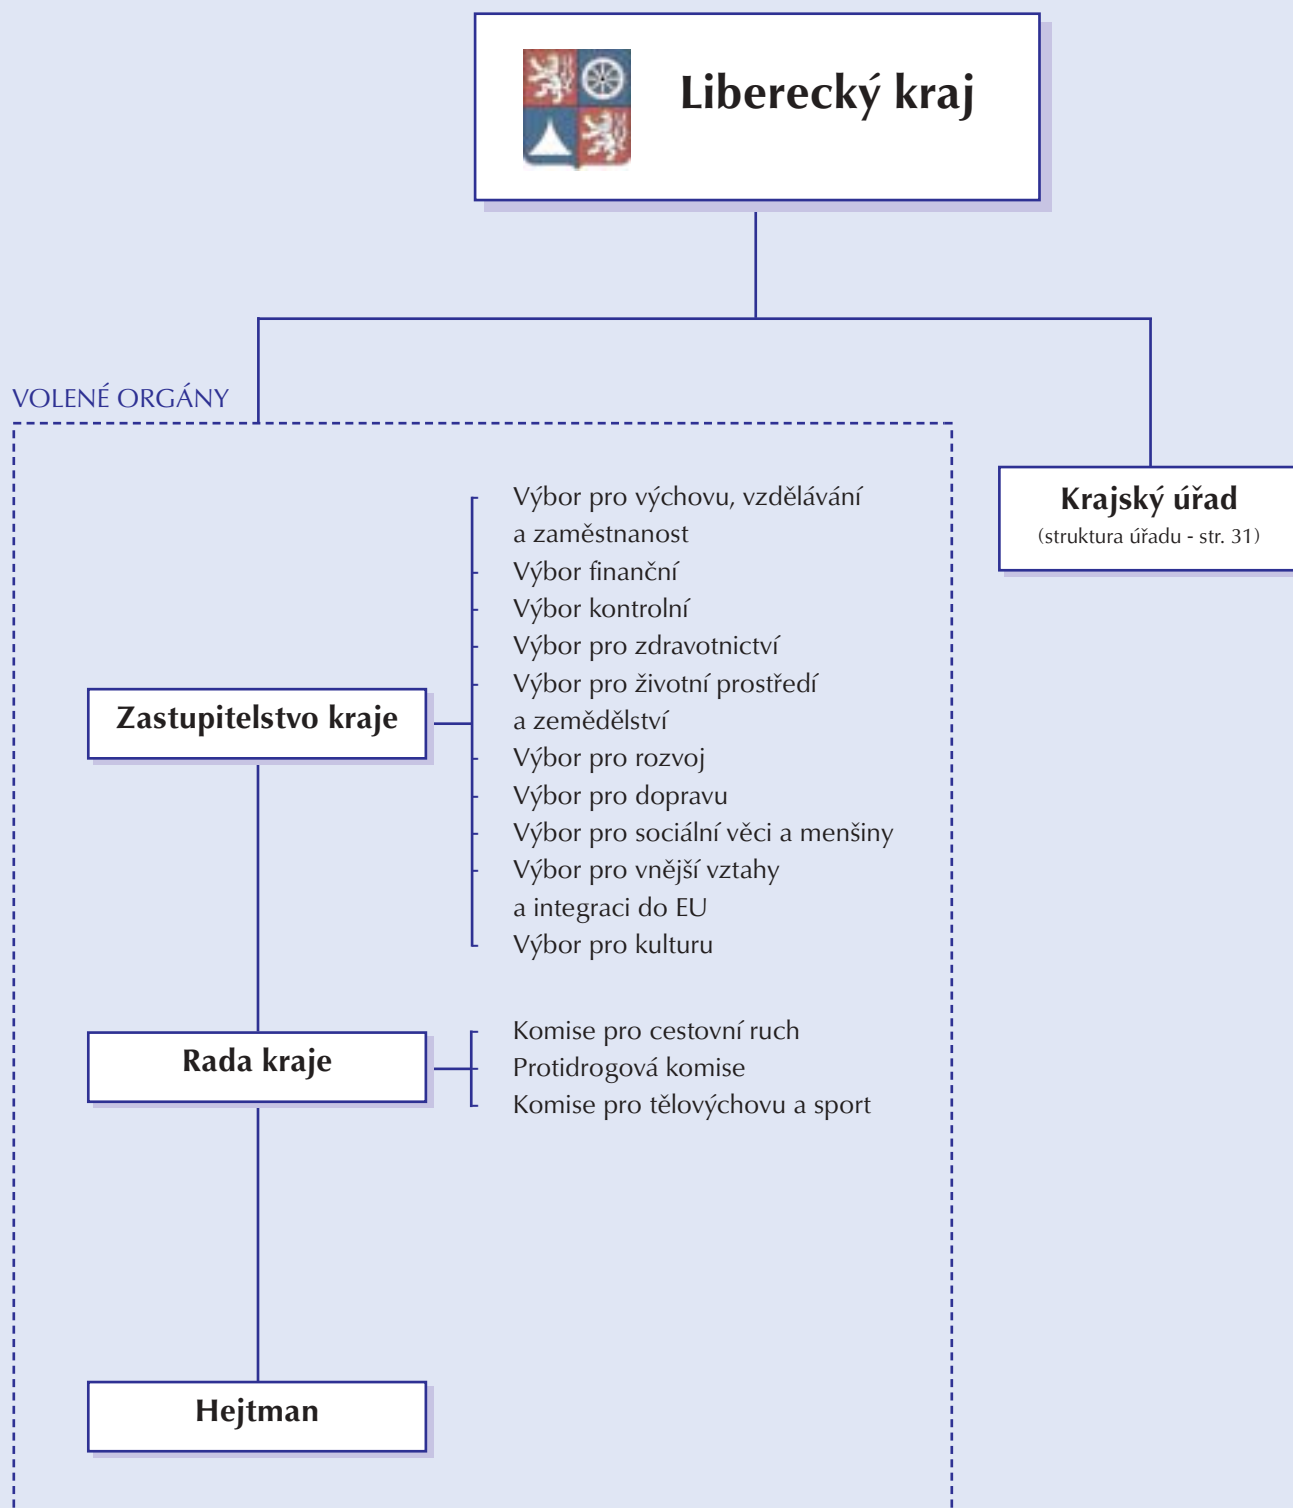 Liberecký kraj
VOLENÉ ORGÁNY
Krajský úřad
(struktura úřadu - str. 31)
Zastupitelstvo kraje
Výbor pro výchovu, vzdělávání
a zaměstnanost
Výbor finanční
Výbor kontrolní
Výbor pro zdravotnictví
Výbor pro životní prostředí
a zemědělství
Výbor pro rozvoj
Výbor pro dopravu
Výbor pro sociální věci a menšiny
Výbor pro vnější vztahy
a integraci do EU
Výbor pro kulturu
Rada kraje
Komise pro cestovní ruch
Protidrogová komise
Komise pro tělovýchovu a sport
Hejtman